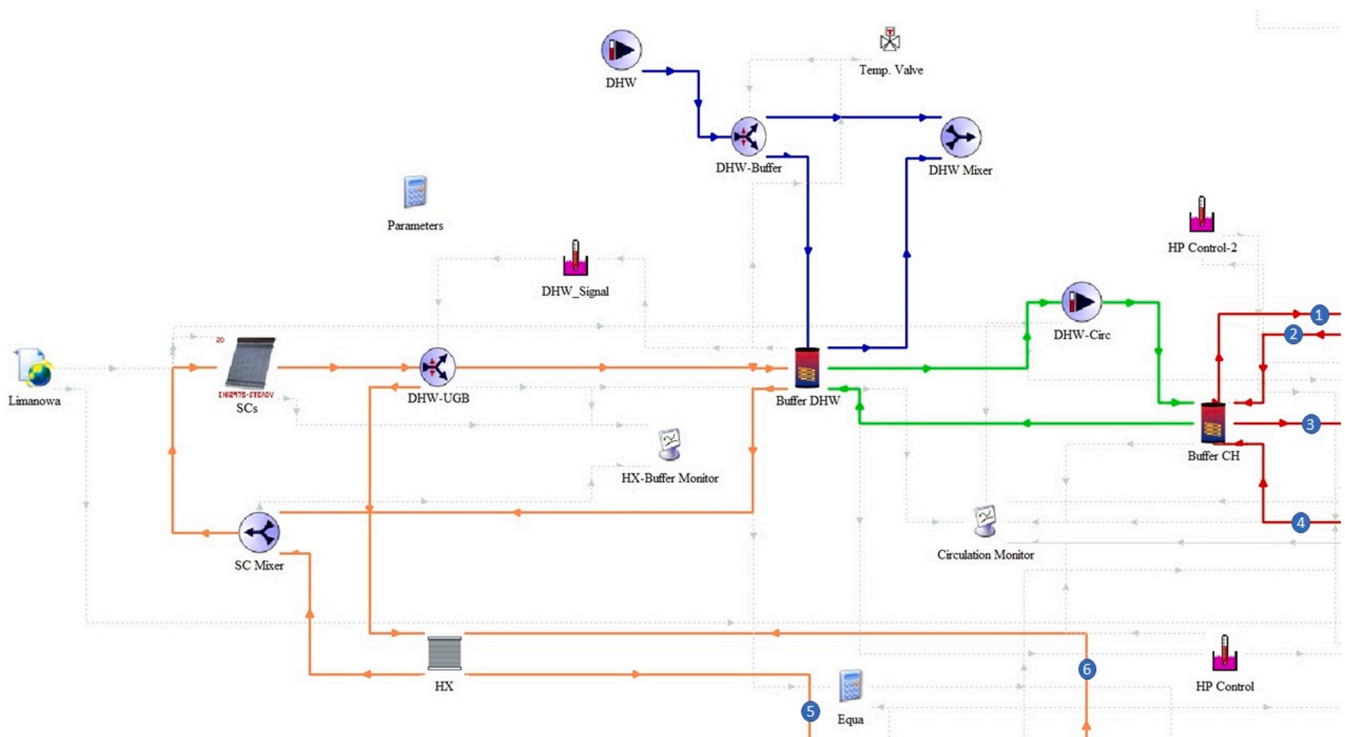 DHW
Temp. Valve
DHW-Buffer
DHW Mixer
Parameters
HP Control-2
DHW_Signal
1
DHW-Circ
2
2D
Limanowa
SCs
DHW-UGB
Buffer DHW
3
Buffer CH
HX-Buffer Monitor
4
SC Mixer
Circulation Monitor
6
HX
HP Control
5
Equa